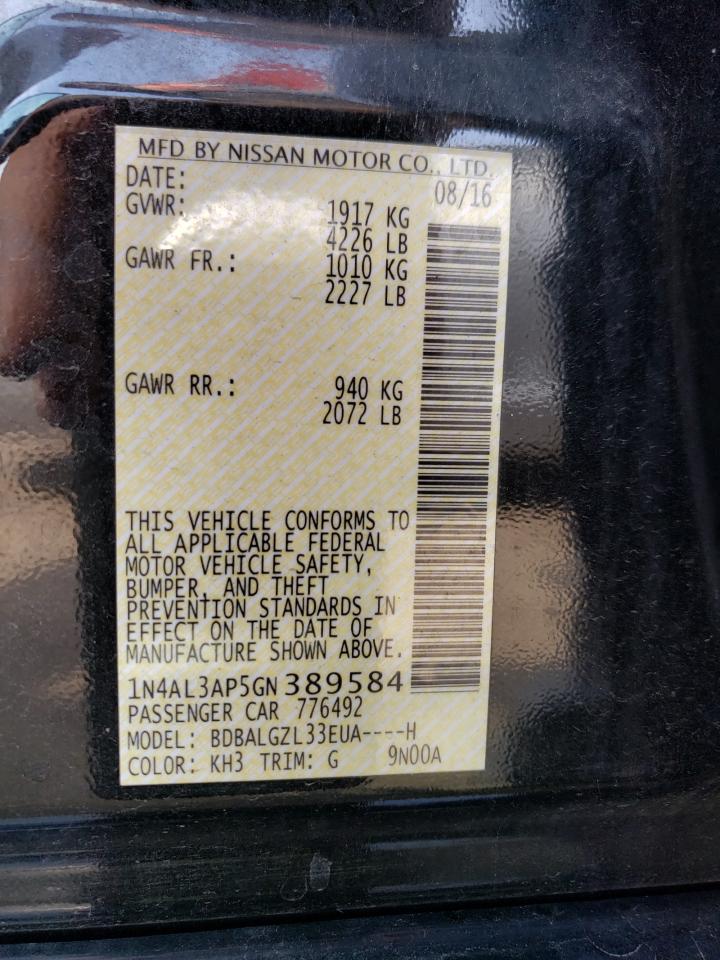 MFD BY NISSAN MOTOR CO., LTD.
DATE: 08/16
GVWR: 1917 KG
4226 LB
GAWR FR.: 1010 KG
2227 LB
GAWR RR.: 940 KG
2072 LB
THIS VEHICLE CONFORMS TO
ALL APPLICABLE FEDERAL
MOTOR VEHICLE SAFETY,
BUMPER, AND THEFT
PREVENTION STANDARDS IN
EFFECT ON THE DATE OF
MANUFACTURE SHOWN ABOVE.
1N4AL3AP5GN389584
PASSENGER CAR 776492
MODEL: BDBALGZL33EUA----H
COLOR: KH3 TRIM: G 9N00A